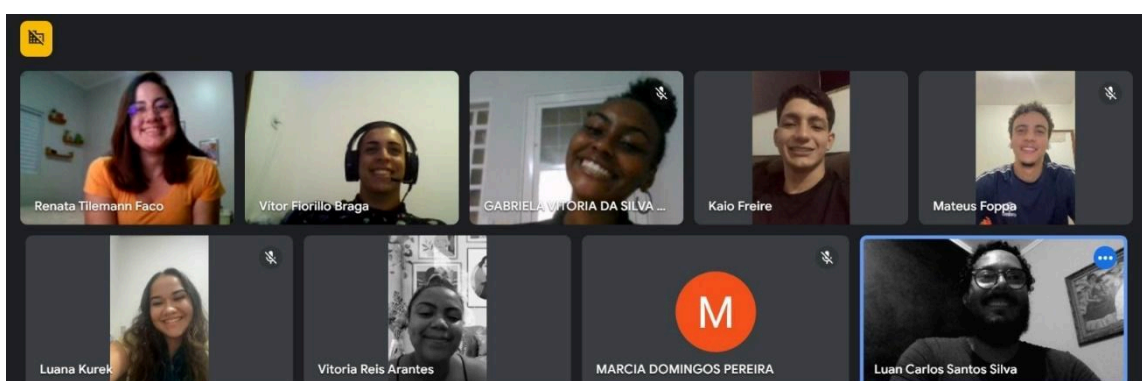 Renata Tilemann Faco
Vitor Fiorillo Braga
GABRIELA VITORIA DA SILVA ...
Kaio Freire
Mateus Foppa
Luana Kurek
Vitoria Reis Arantes
M
MARCIA DOMINGOS PEREIRA
Luan Carlos Santos Silva